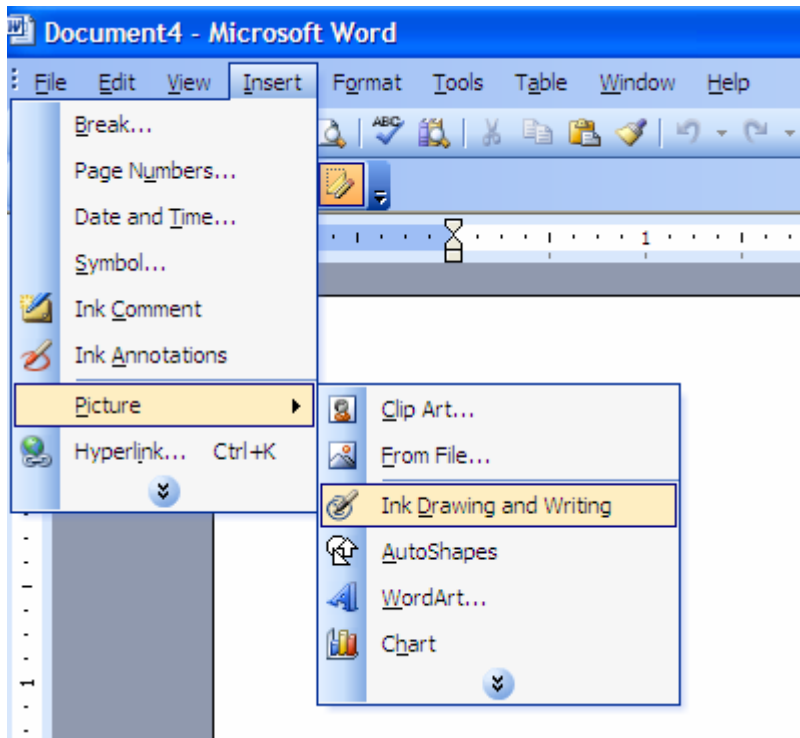 Document4 - Microsoft Word
File Edit View Insert Format Tools Table Window Help
Break...
ABC
Page Numbers...
Date and Time...
1
Symbol...
Ink Comment
Ink Annotations
Picture
Clip Art...
Hyperlink... Ctrl+K
From File...
Ink Drawing and Writing
AutoShapes
WordArt...
Chart
1